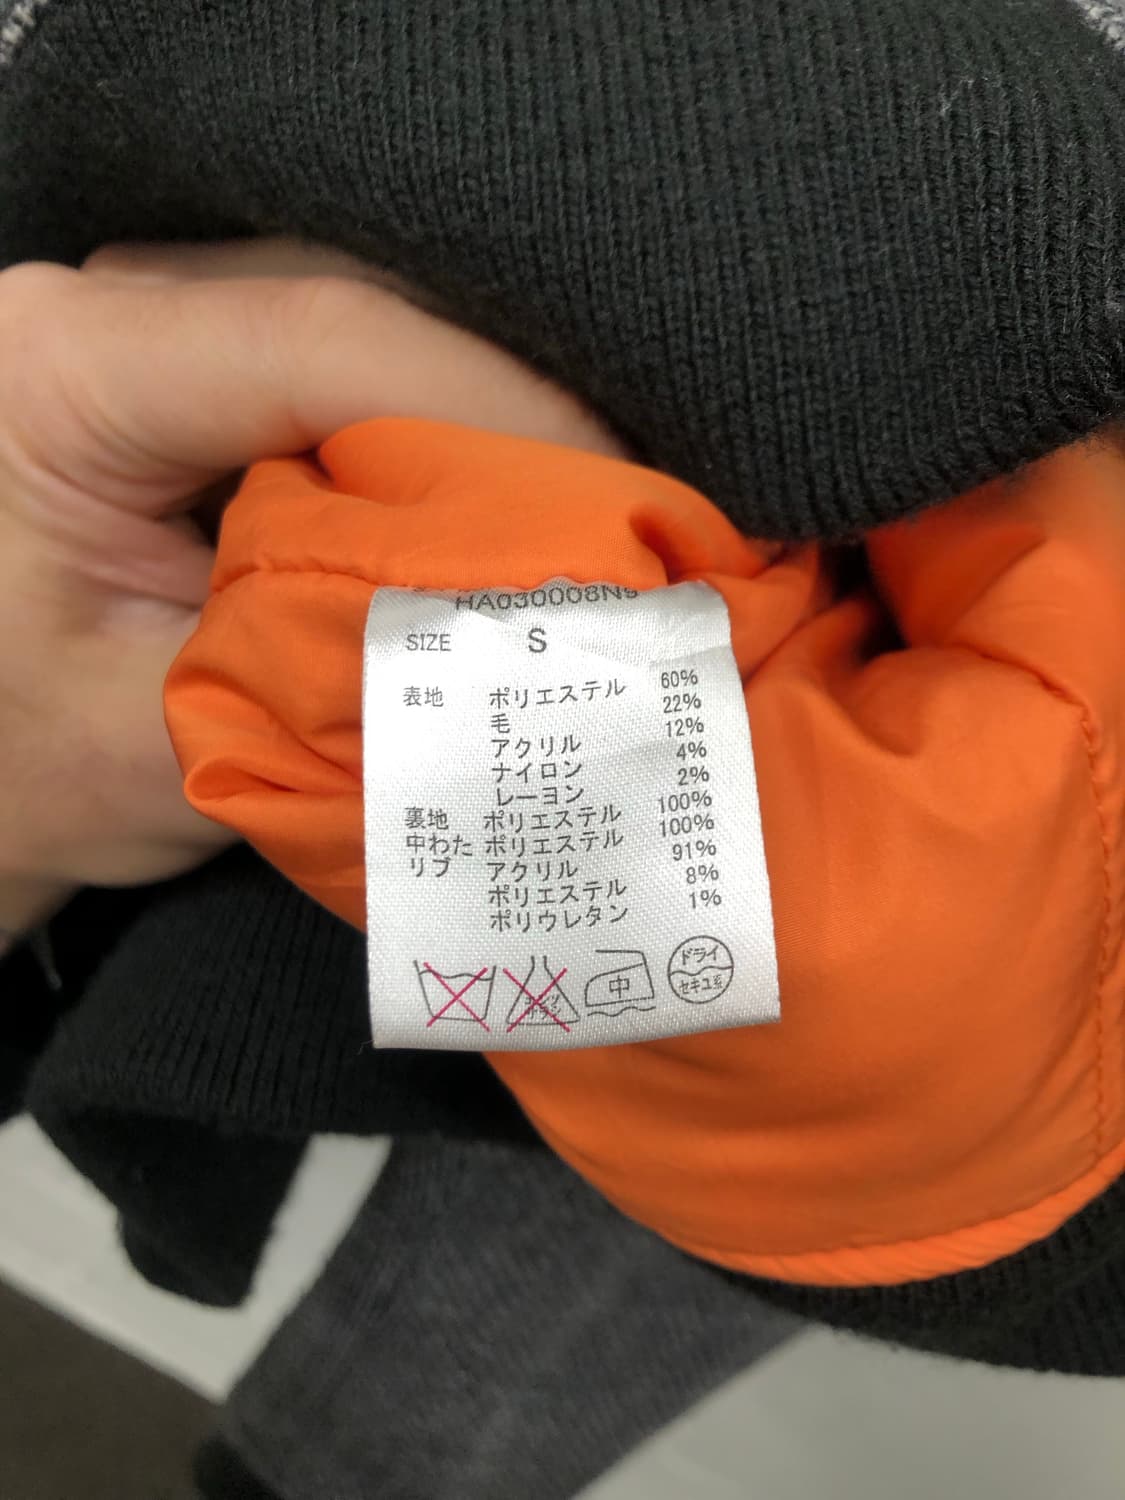 HA030008N9
SIZE S
表地 ポリエステル 60%
毛 22%
アクリル 12%
ナイロン 4%
レーヨン 2%
裏地 ポリエステル 100%
中わた ポリエステル 100%
リブ アクリル 91%
ポリエステル 8%
ポリウレタン 1%
中
ドライ
セキユ系